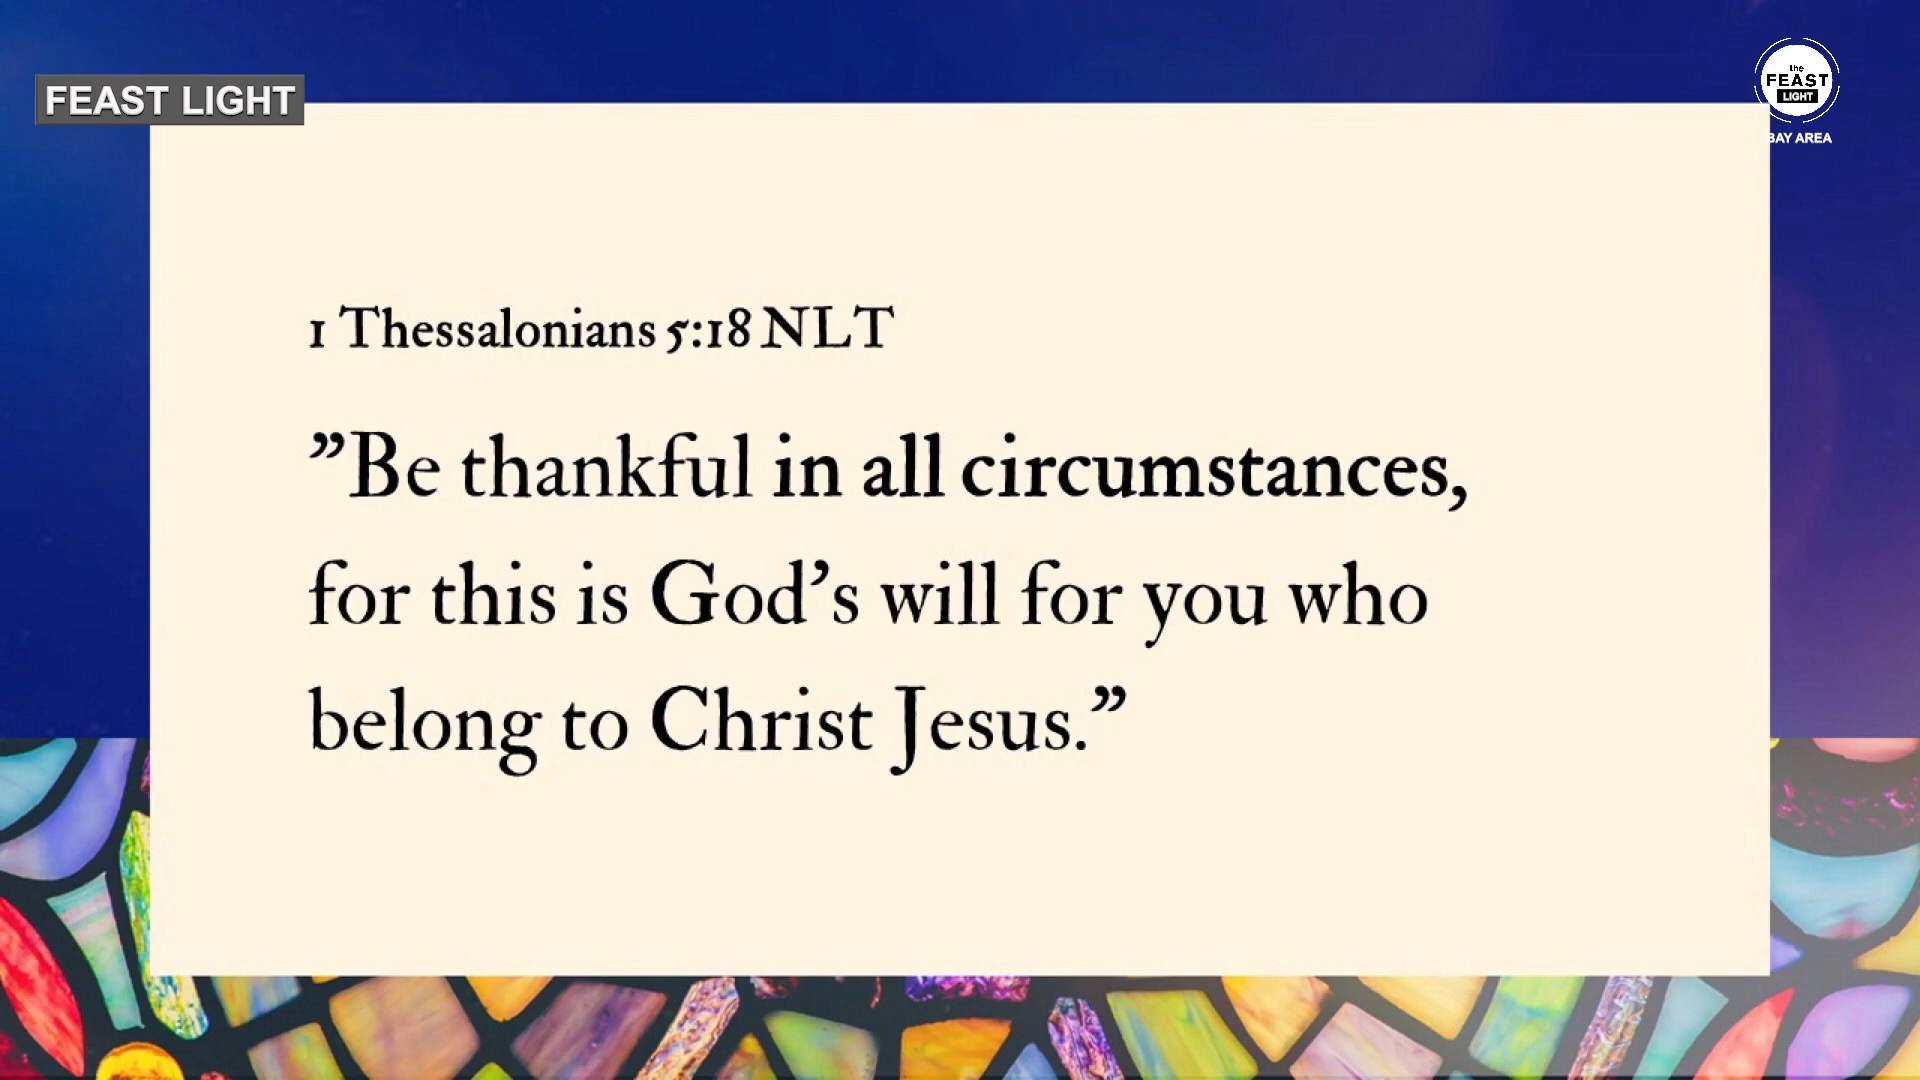 FEAST LIGHT
the
FEAST
LIGHT
BAY AREA
1 Thessalonians 5:18 NLT
”Be thankful in all circumstances,
for this is God’s will for you who
belong to Christ Jesus.”